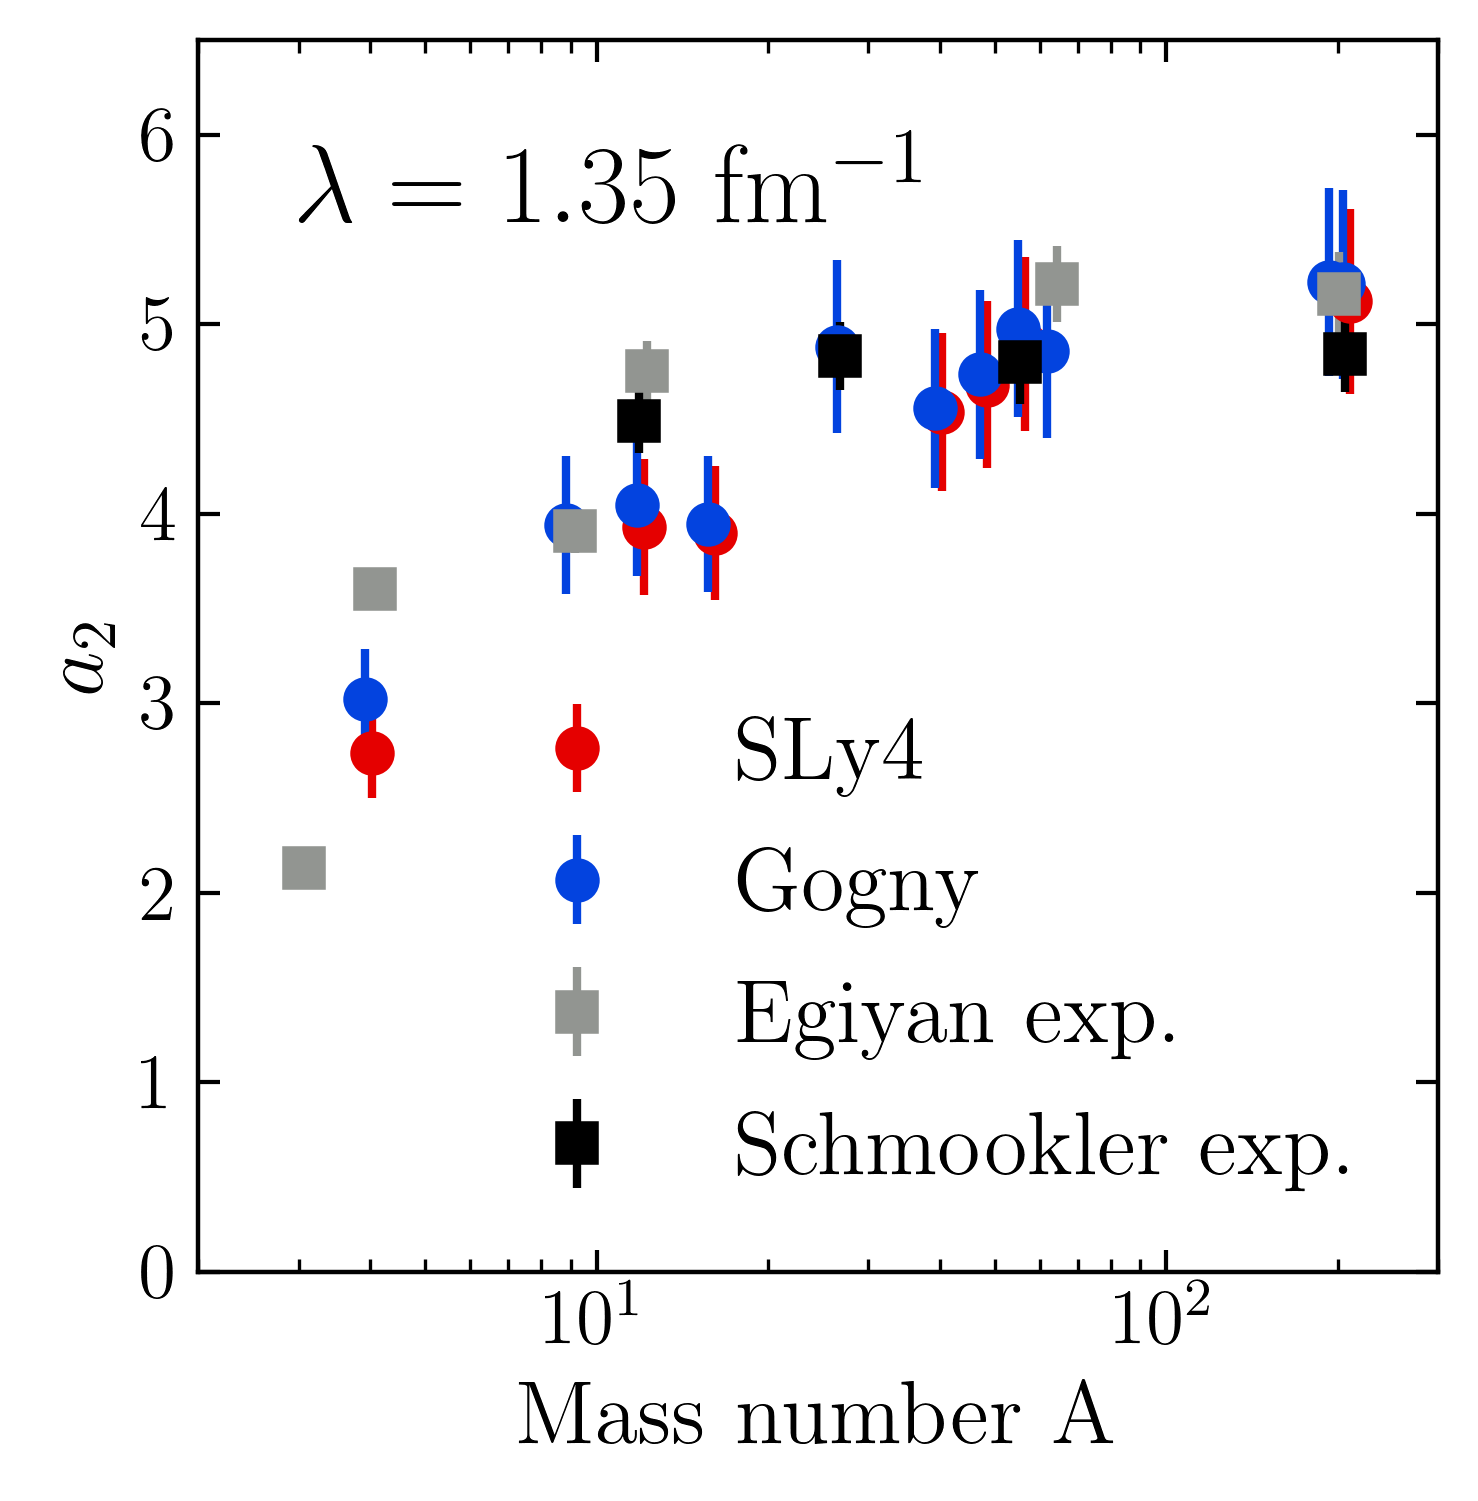 6
λ = 1.35 fm⁻¹
5
4
3
2
1
0
a₂
SLy4
Gogny
Egiyan exp.
Schmookler exp.
10¹ 10²
Mass number A